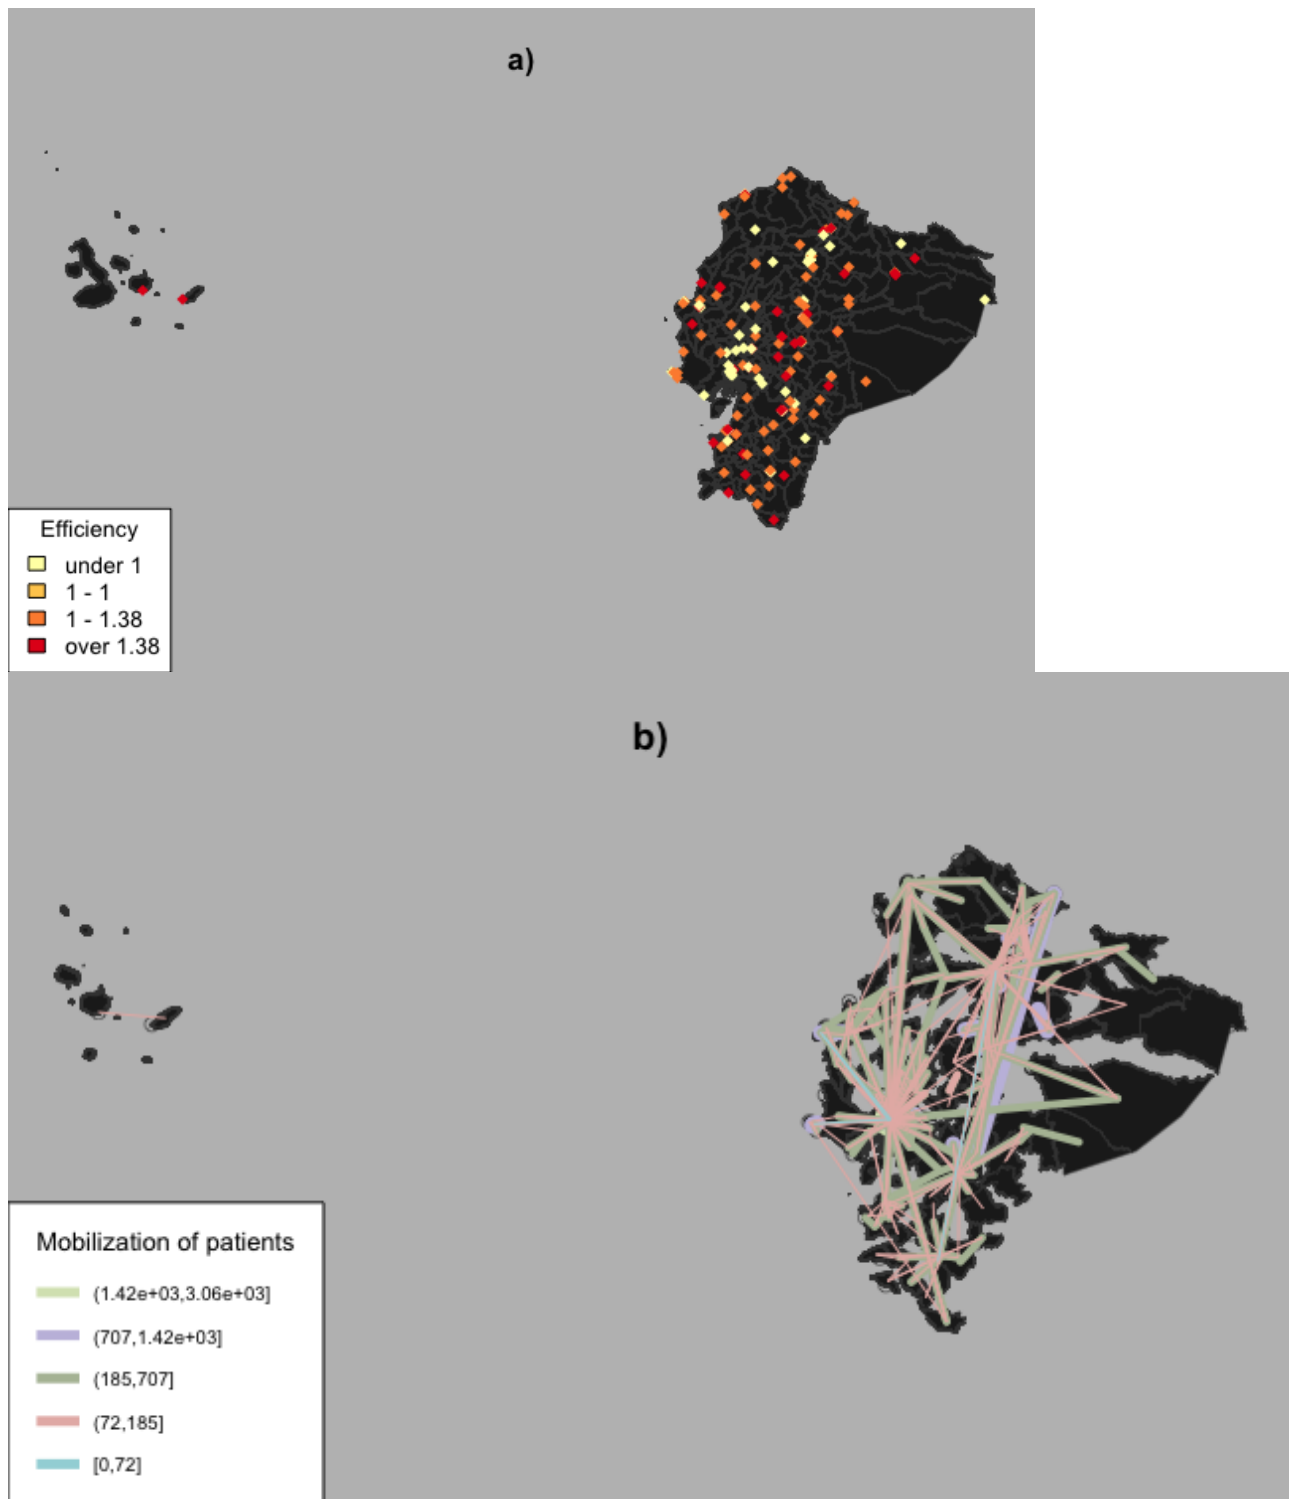 a)
Efficiency
under 1
1 - 1
1 - 1.38
over 1.38
b)
Mobilization of patients
(1.42e+03,3.06e+03]
(707,1.42e+03]
(185,707]
(72,185]
[0,72]